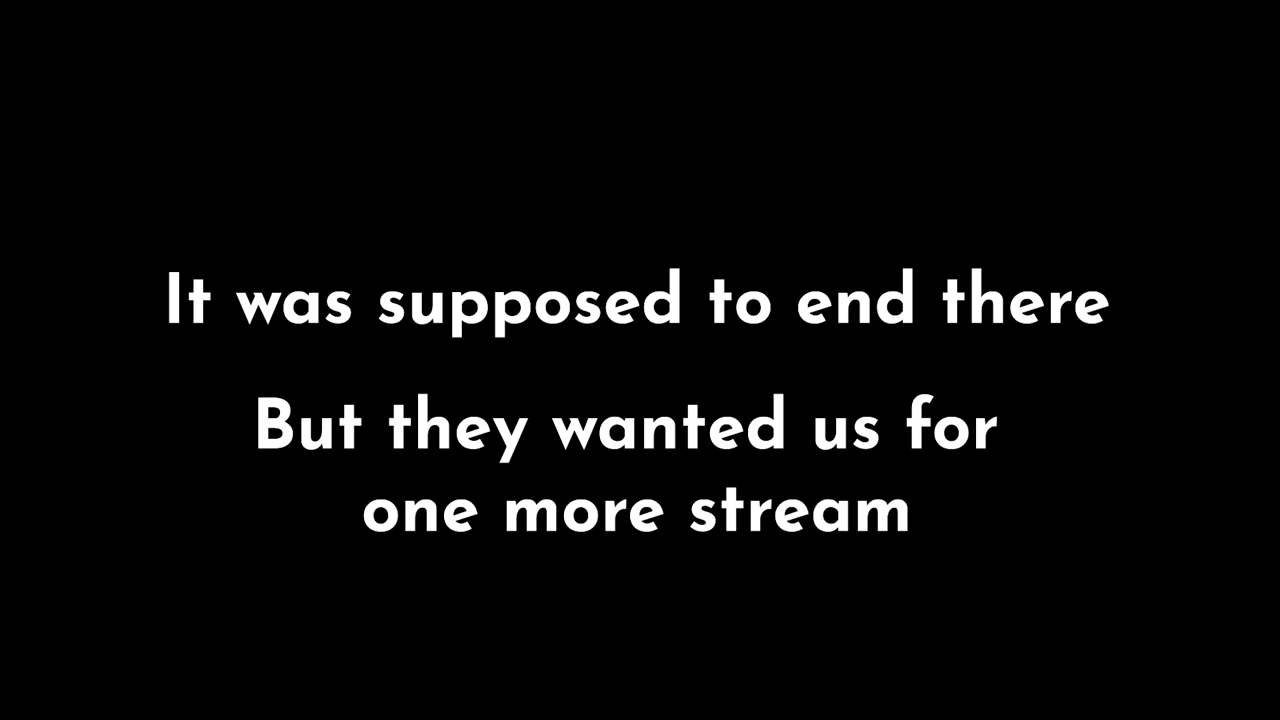 It was supposed to end there
But they wanted us for
one more stream